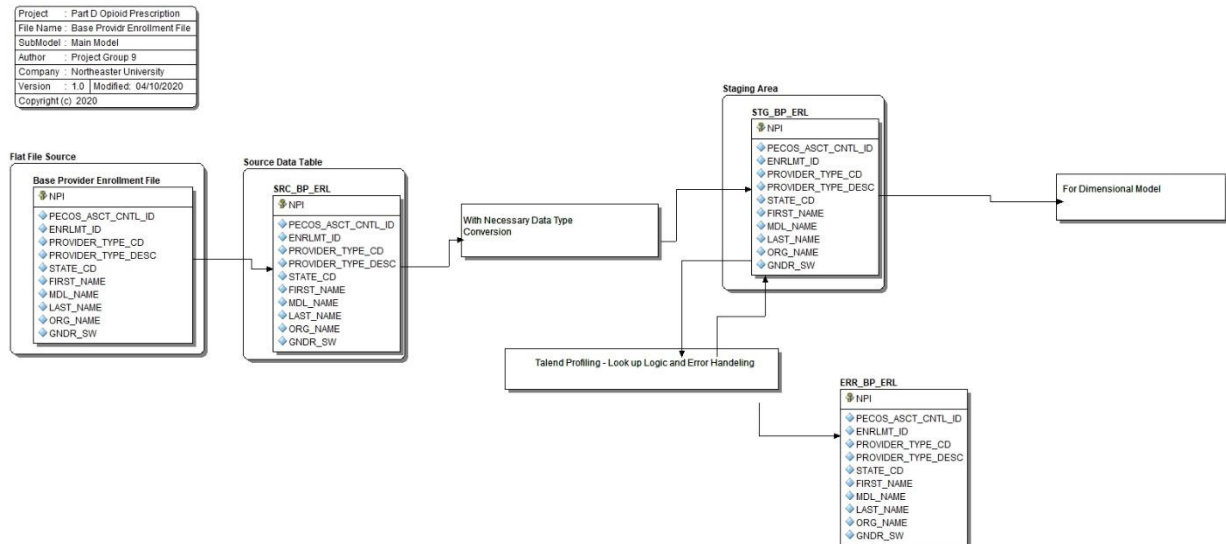 Project : Part D Opioid Prescription
File Name : Base Providr Enrollment File
SubModel : Main Model
Author : Project Group 9
Company : Northeaster University
Version : 1.0 Modified: 04/10/2020
Copyright (c) 2020
Flat File Source
Base Provider Enrollment File
NPI
PECOS_ASCT_CNTL_ID
ENRLMT_ID
PROVIDER_TYPE_CD
PROVIDER_TYPE_DESC
STATE_CD
FIRST_NAME
MDL_NAME
LAST_NAME
ORG_NAME
GNDR_SW
Source Data Table
SRC_BP_ERL
NPI
PECOS_ASCT_CNTL_ID
ENRLMT_ID
PROVIDER_TYPE_CD
PROVIDER_TYPE_DESC
STATE_CD
FIRST_NAME
MDL_NAME
LAST_NAME
ORG_NAME
GNDR_SW
With Necessary Data Type
Conversion
Staging Area
STG_BP_ERL
NPI
PECOS_ASCT_CNTL_ID
ENRLMT_ID
PROVIDER_TYPE_CD
PROVIDER_TYPE_DESC
STATE_CD
FIRST_NAME
MDL_NAME
LAST_NAME
ORG_NAME
GNDR_SW
For Dimensional Model
Talend Profiling - Look up Logic and Error Handeling
ERR_BP_ERL
NPI
PECOS_ASCT_CNTL_ID
ENRLMT_ID
PROVIDER_TYPE_CD
PROVIDER_TYPE_DESC
STATE_CD
FIRST_NAME
MDL_NAME
LAST_NAME
ORG_NAME
GNDR_SW